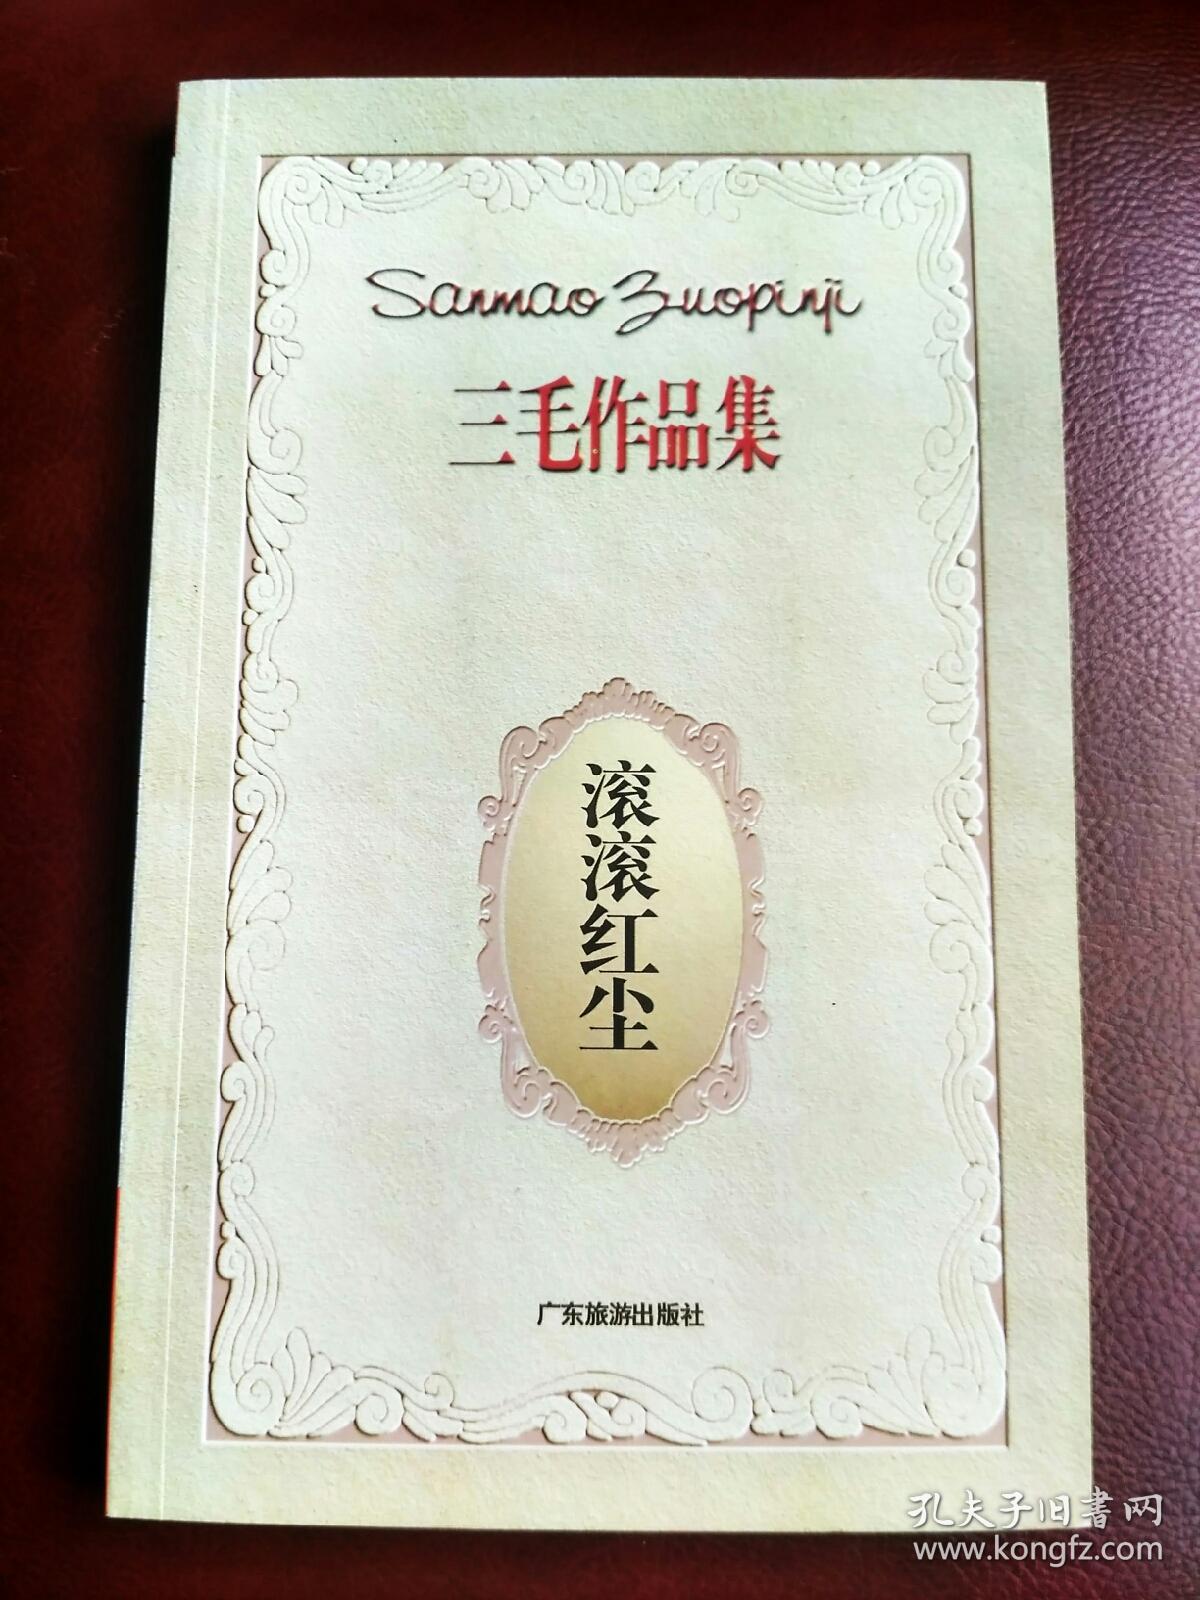 Sanmao Zuopinji
三毛作品集
滚滚红尘
广东旅游出版社
孔夫子旧書网
www.kongfz.com